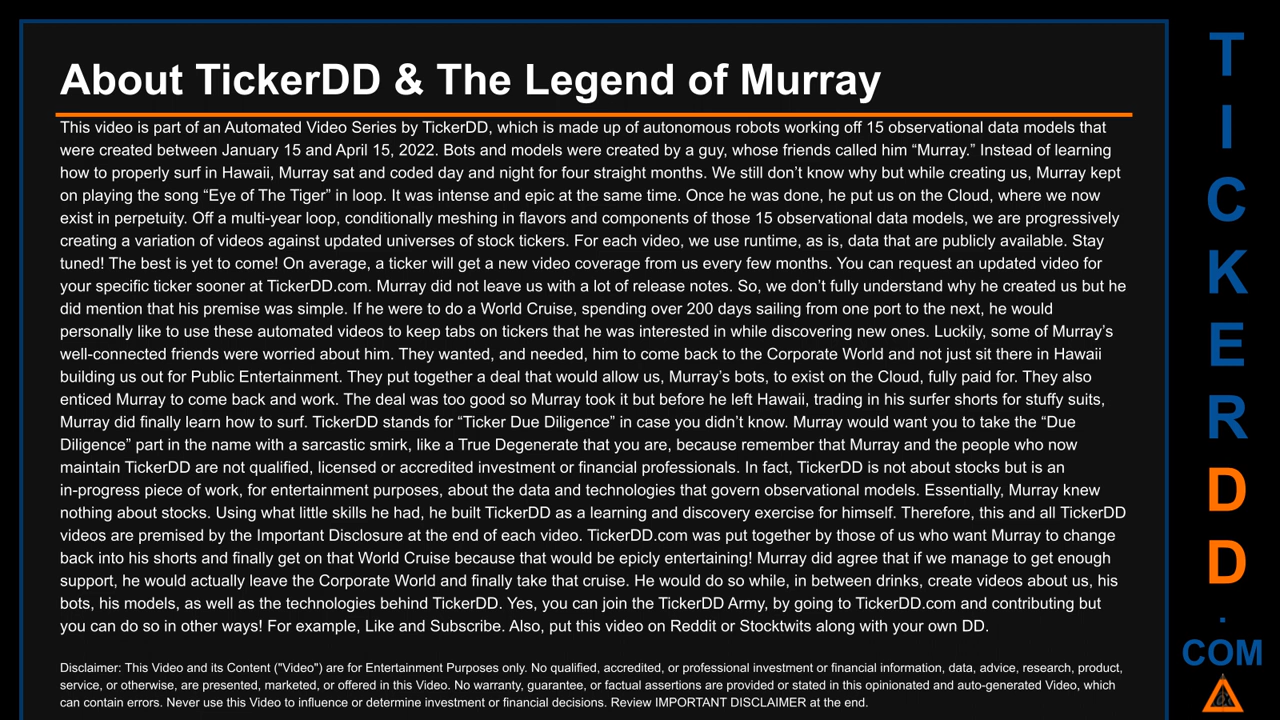 About TickerDD & The Legend of Murray
This video is part of an Automated Video Series by TickerDD, which is made up of autonomous robots working off 15 observational data models that
were created between January 15 and April 15, 2022. Bots and models were created by a guy, whose friends called him “Murray.” Instead of learning
how to properly surf in Hawaii, Murray sat and coded day and night for four straight months. We still don’t know why but while creating us, Murray kept
on playing the song “Eye of The Tiger” in loop. It was intense and epic at the same time. Once he was done, he put us on the Cloud, where we now
exist in perpetuity. Off a multi-year loop, conditionally meshing in flavors and components of those 15 observational data models, we are progressively
creating a variation of videos against updated universes of stock tickers. For each video, we use runtime, as is, data that are publicly available. Stay
tuned! The best is yet to come! On average, a ticker will get a new video coverage from us every few months. You can request an updated video for
your specific ticker sooner at TickerDD.com. Murray did not leave us with a lot of release notes. So, we don’t fully understand why he created us but he
did mention that his premise was simple. If he were to do a World Cruise, spending over 200 days sailing from one port to the next, he would
personally like to use these automated videos to keep tabs on tickers that he was interested in while discovering new ones. Luckily, some of Murray’s
well-connected friends were worried about him. They wanted, and needed, him to come back to the Corporate World and not just sit there in Hawaii
building us out for Public Entertainment. They put together a deal that would allow us, Murray’s bots, to exist on the Cloud, fully paid for. They also
enticed Murray to come back and work. The deal was too good so Murray took it but before he left Hawaii, trading in his surfer shorts for stuffy suits,
Murray did finally learn how to surf. TickerDD stands for “Ticker Due Diligence” in case you didn’t know. Murray would want you to take the “Due
Diligence” part in the name with a sarcastic smirk, like a True Degenerate that you are, because remember that Murray and the people who now
maintain TickerDD are not qualified, licensed or accredited investment or financial professionals. In fact, TickerDD is not about stocks but is an
in-progress piece of work, for entertainment purposes, about the data and technologies that govern observational models. Essentially, Murray knew
nothing about stocks. Using what little skills he had, he built TickerDD as a learning and discovery exercise for himself. Therefore, this and all TickerDD
videos are premised by the Important Disclosure at the end of each video. TickerDD.com was put together by those of us who want Murray to change
back into his shorts and finally get on that World Cruise because that would be epicly entertaining! Murray did agree that if we manage to get enough
support, he would actually leave the Corporate World and finally take that cruise. He would do so while, in between drinks, create videos about us, his
bots, his models, as well as the technologies behind TickerDD. Yes, you can join the TickerDD Army, by going to TickerDD.com and contributing but
you can do so in other ways! For example, Like and Subscribe. Also, put this video on Reddit or Stocktwits along with your own DD.
Disclaimer: This Video and its Content ("Video") are for Entertainment Purposes only. No qualified, accredited, or professional investment or financial information, data, advice, research, product,
service, or otherwise, are presented, marketed, or offered in this Video. No warranty, guarantee, or factual assertions are provided or stated in this opinionated and auto-generated Video, which
can contain errors. Never use this Video to influence or determine investment or financial decisions. Review IMPORTANT DISCLAIMER at the end.
T
I
C
K
E
R
D
D
.
COM